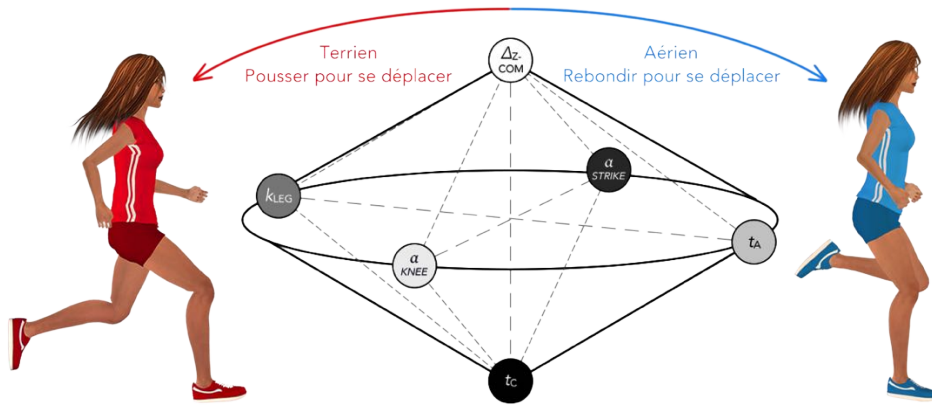 Terrien
Pousser pour se déplacer
Aérien
Rebondir pour se déplacer
Δz-
COM
α
STRIKE
kLEG
tA
α
KNEE
tC